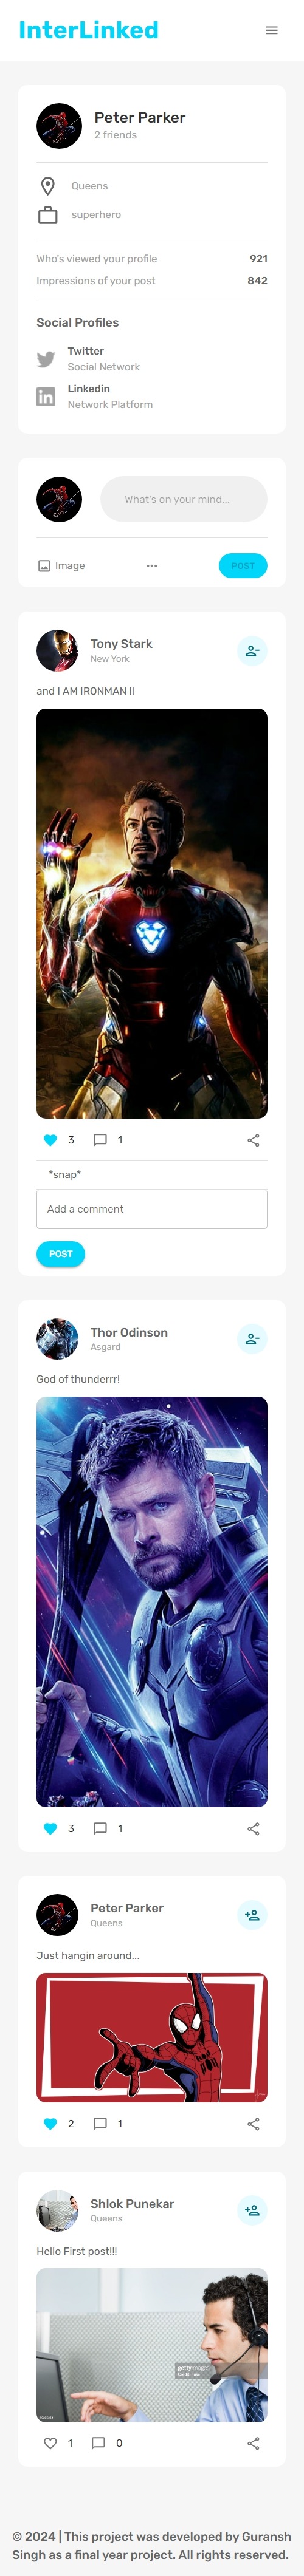 InterLinked
Peter Parker
2 friends
Queens
superhero
Who's viewed your profile 921
Impressions of your post 842
Social Profiles
Twitter
Social Network
Linkedin
Network Platform
What's on your mind...
Image ••• POST
Tony Stark
New York
and I AM IRONMAN !!
3 1
*snap*
Add a comment
POST
Thor Odinson
Asgard
God of thunderrr!
3 1
Peter Parker
Queens
Just hangin around...
2 1
Shlok Punekar
Queens
Hello First post!!!
gettyimages
1 0
© 2024 | This project was developed by Guransh
Singh as a final year project. All rights reserved.